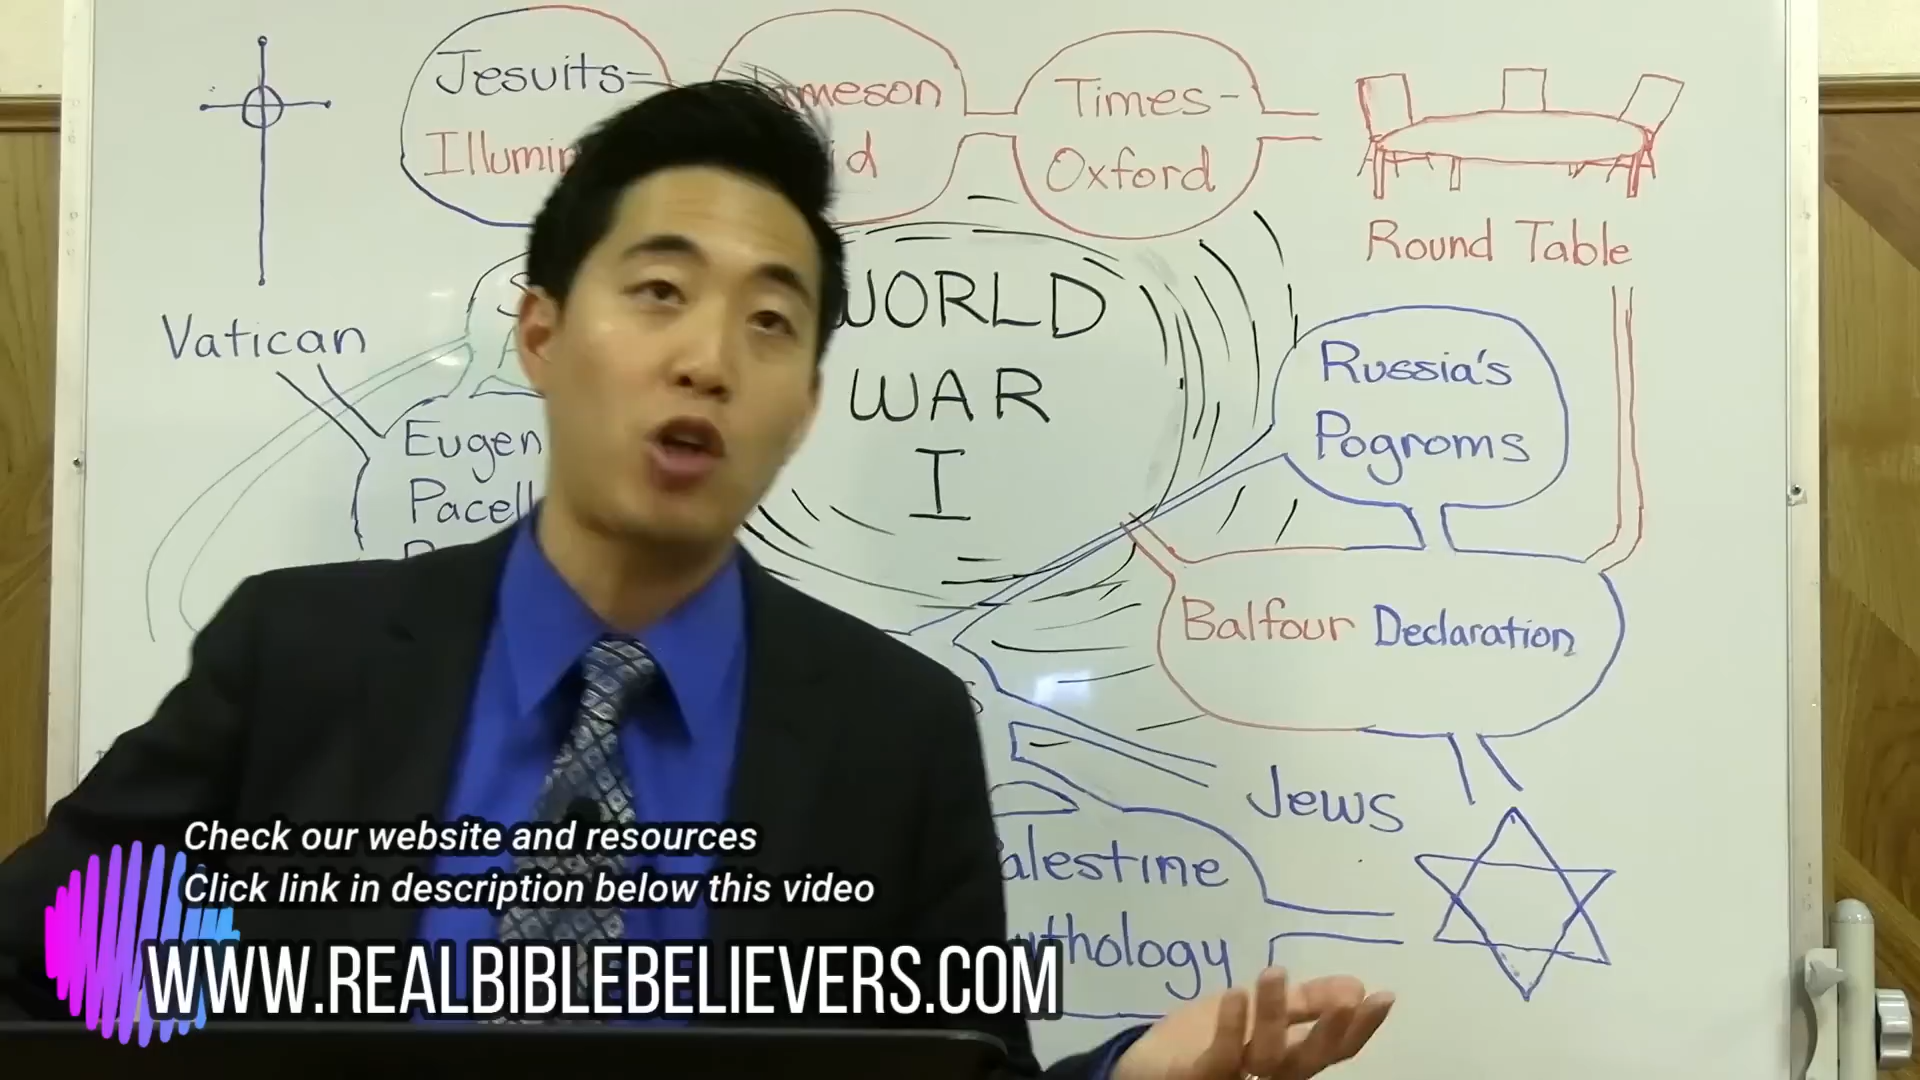 Jesuits-
Illumin
ameson
id
Times-
Oxford
Round Table
Vatican
WORLD
WAR
I
Russia's
Pogroms
Eugen
Pacell
Balfour Declaration
Jews
alestine
thology
Check our website and resources
Click link in description below this video
WWW.REALBIBLEBELIEVERS.COM